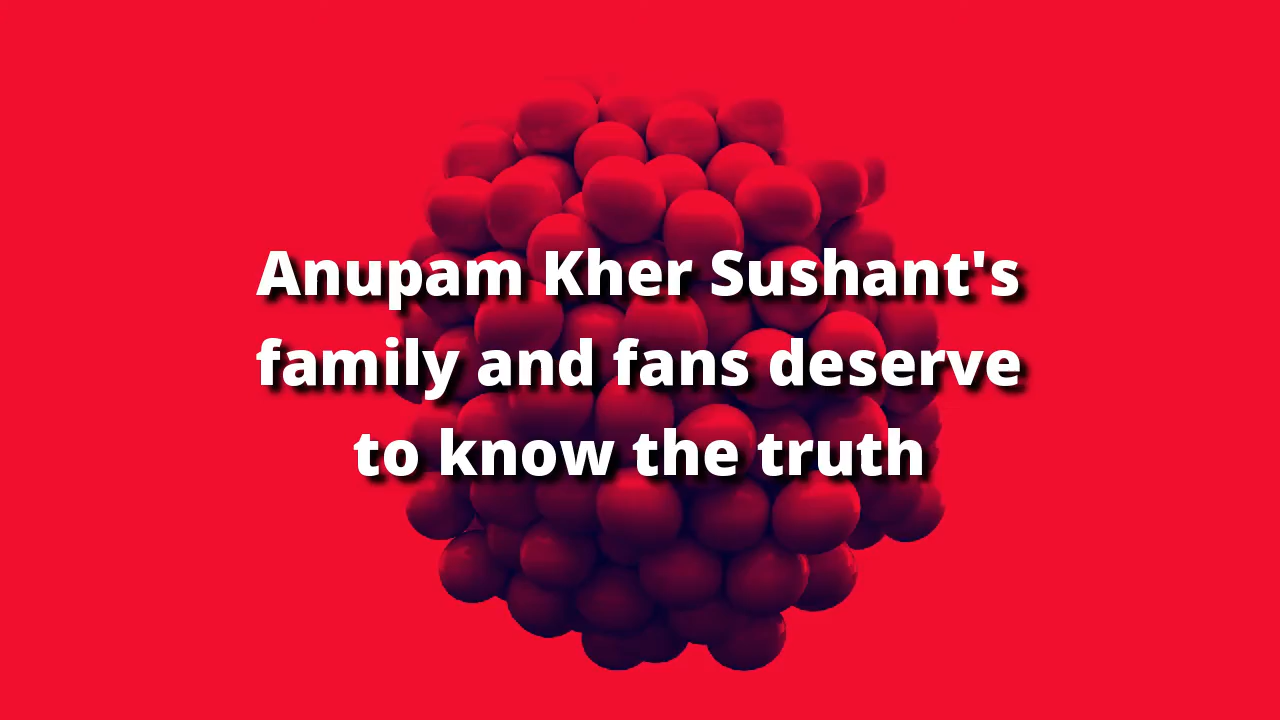 Anupam Kher Sushant's
family and fans deserve
to know the truth